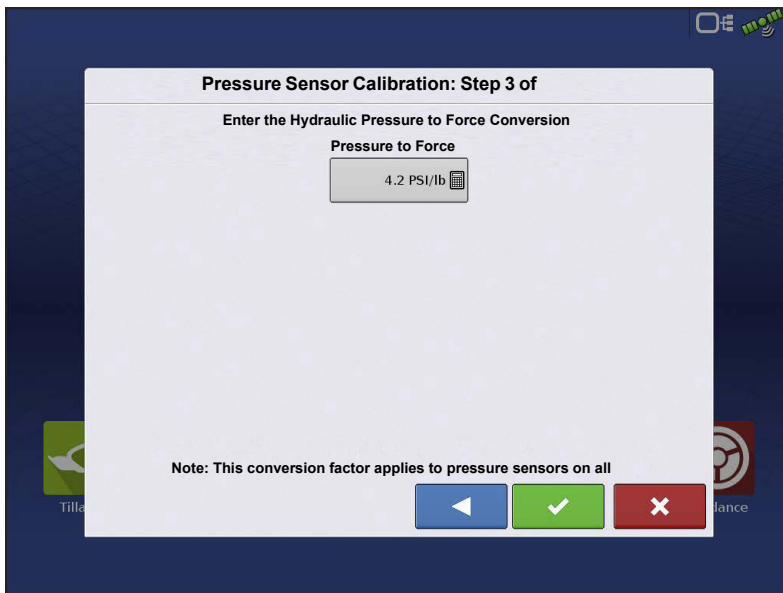 Pressure Sensor Calibration: Step 3 of
Enter the Hydraulic Pressure to Force Conversion
Pressure to Force
4.2 PSI/lb
Note: This conversion factor applies to pressure sensors on all
Tilla
dance